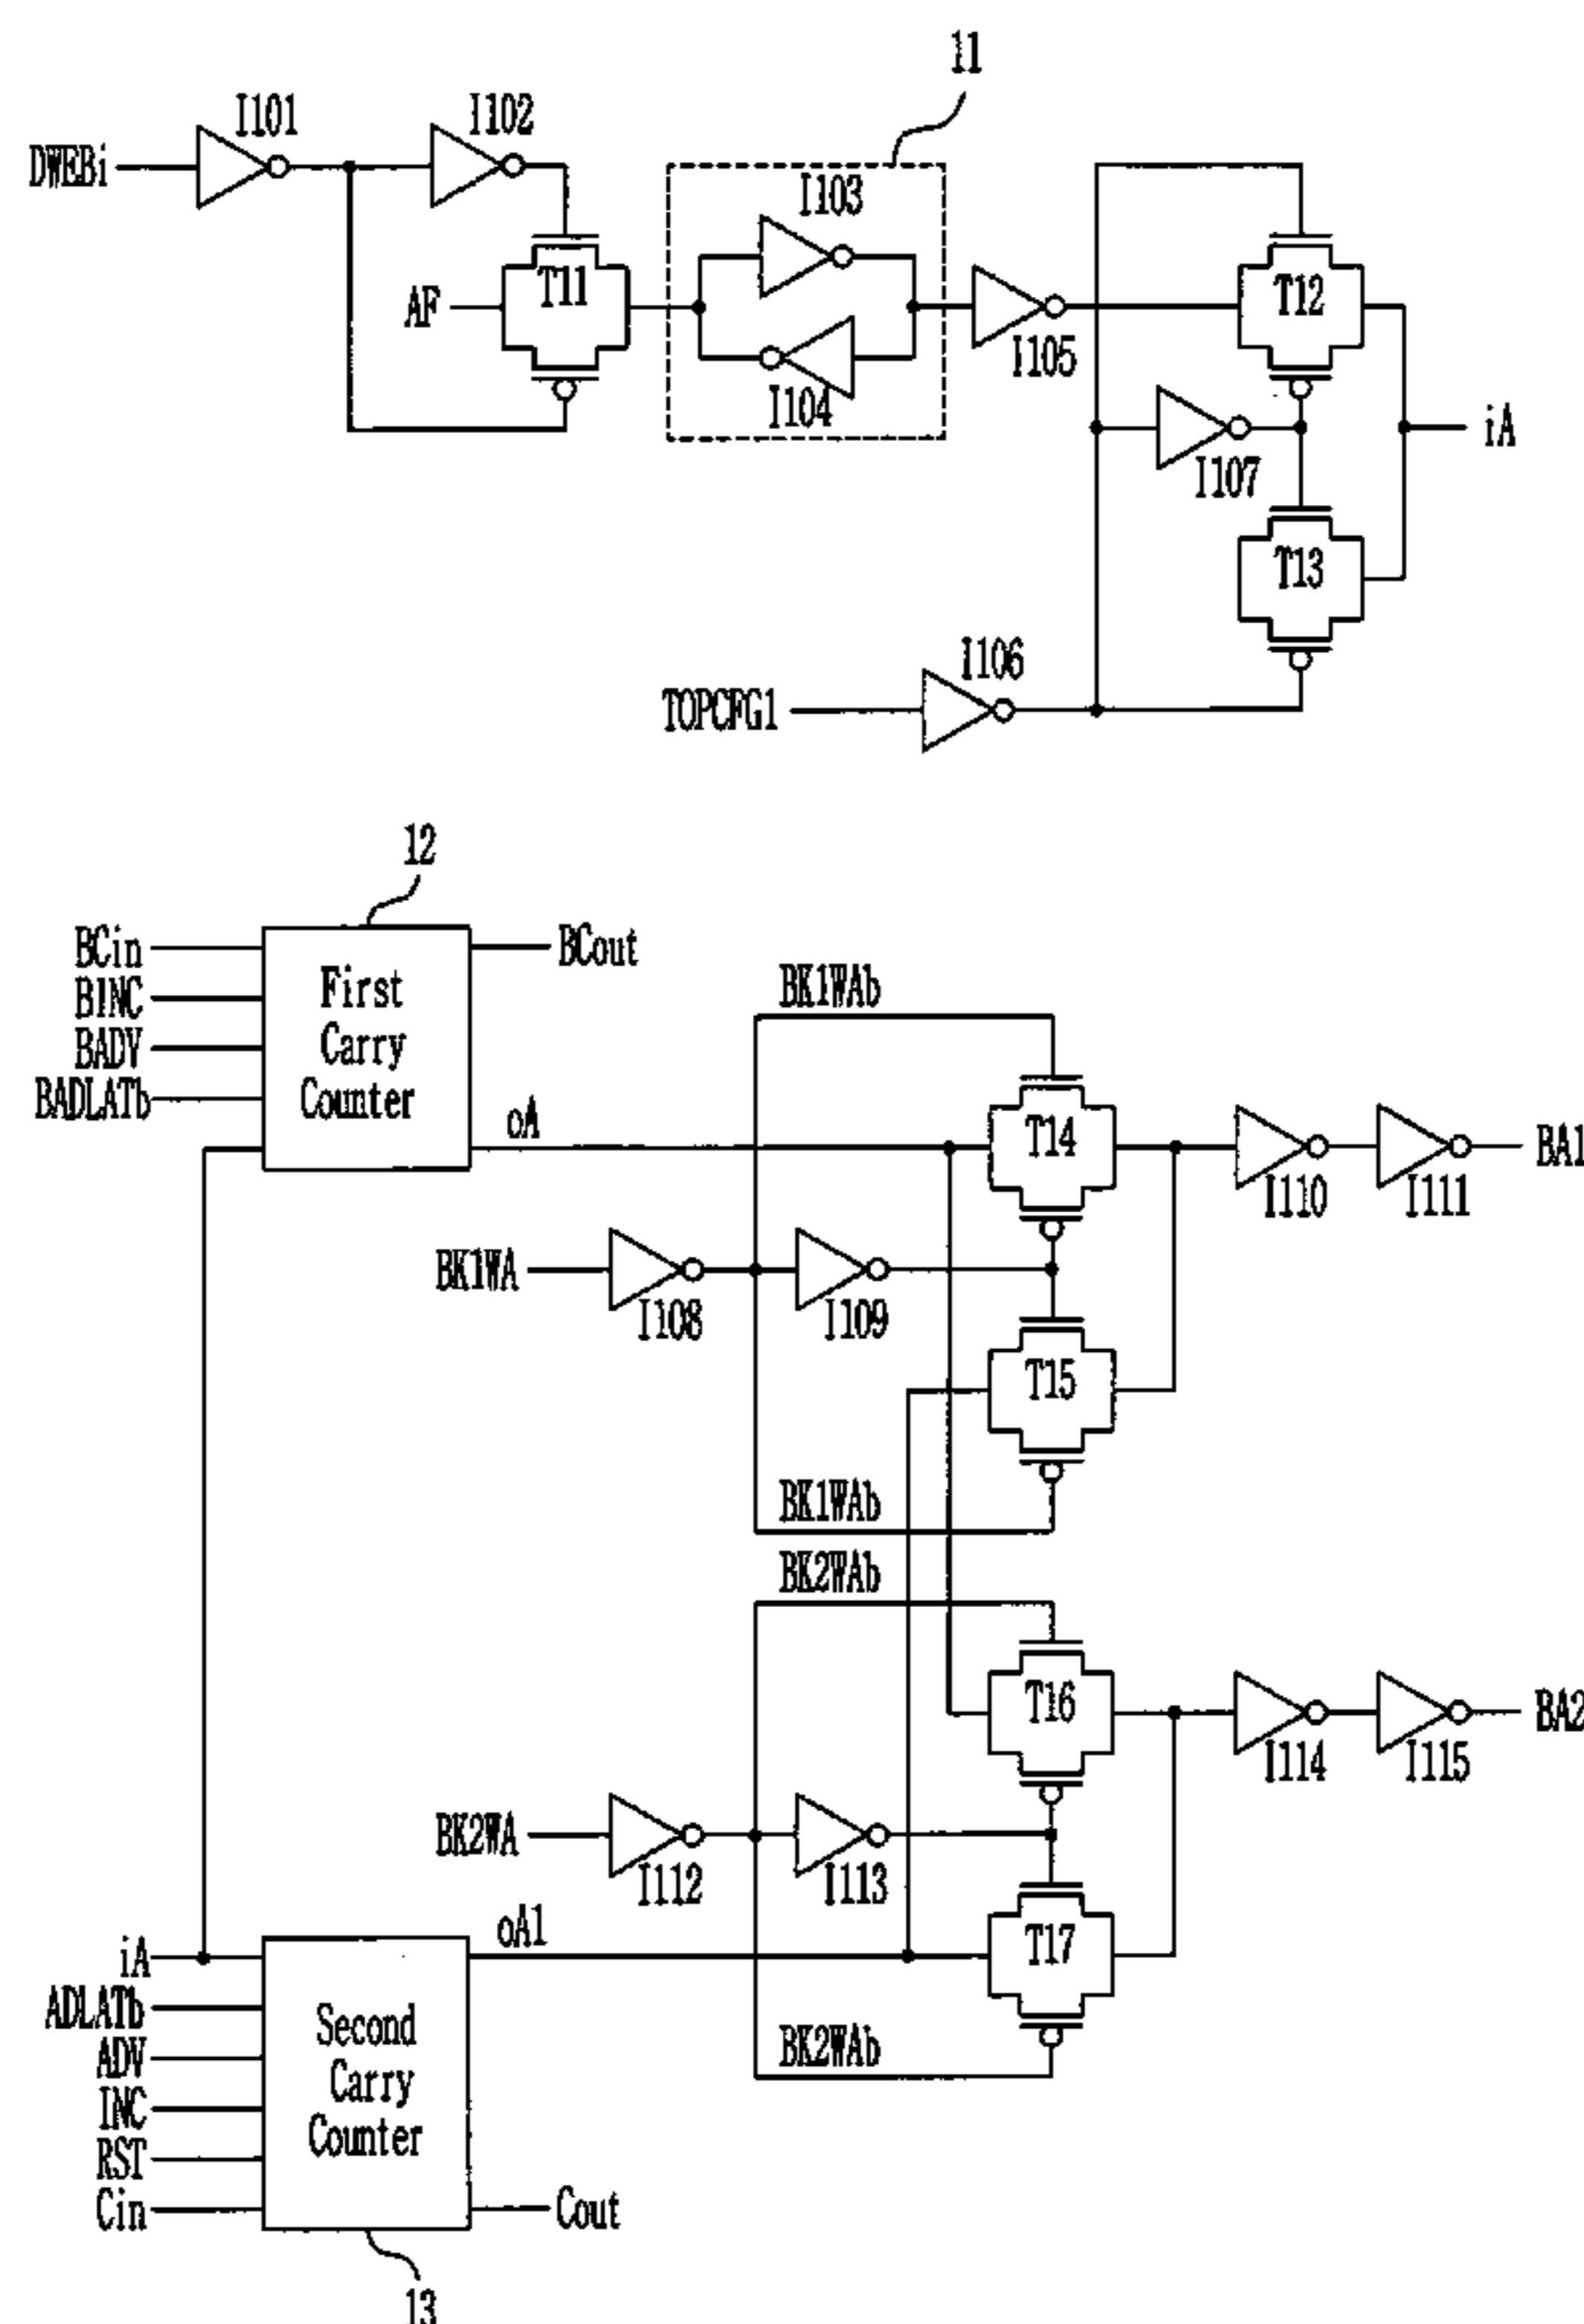 11
I101
I102
DWEBi
I103
T11
AF
T12
I105
I104
iA
I107
T13
I106
TOPCFG1
12
BCin
BCout
BINC
First
BK1WAb
BADV
Carry
BADLATb
Counter
oA
T14
BA1
I110
I111
BK1WA
I108
I109
T15
BK1WAb
BK2WAb
T16
BA2
I114
I115
BK2WA
I112
I113
oA1
iA
T17
ADLATb
Second
ADV
Carry
BK2WAb
INC
Counter
RST
Cin
Cout
13